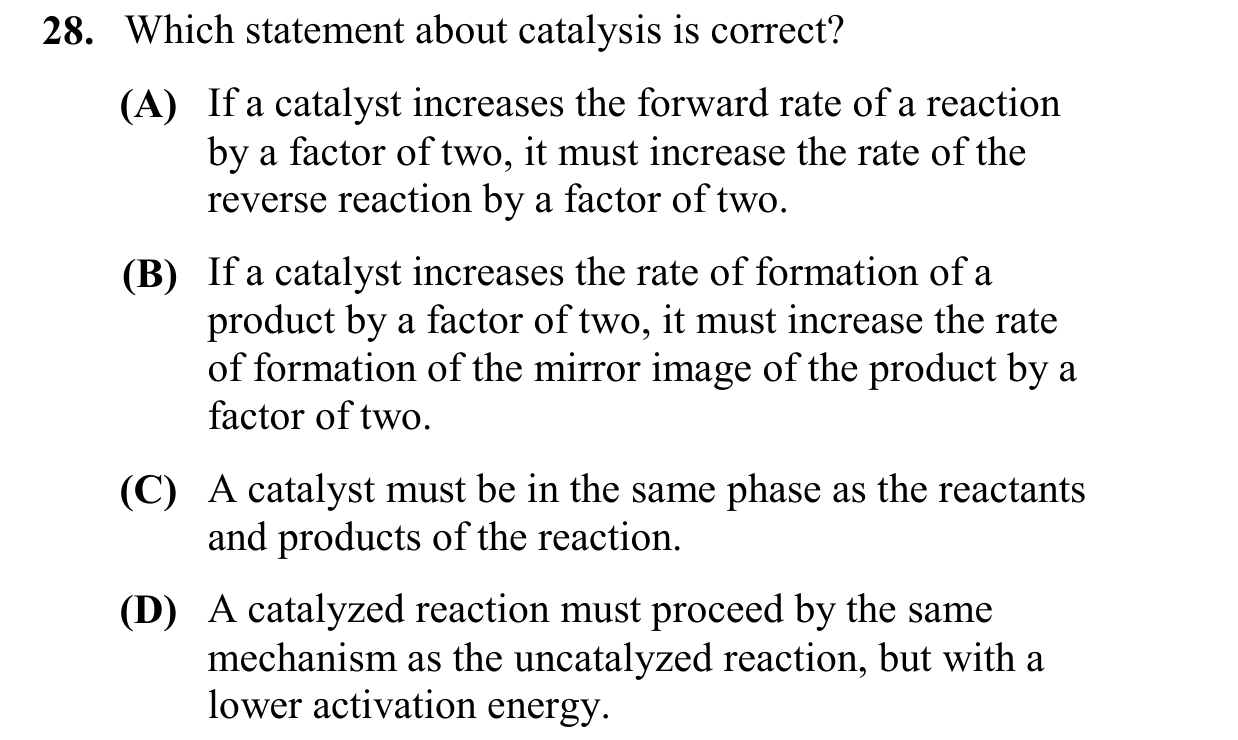 28. Which statement about catalysis is correct?
(A) If a catalyst increases the forward rate of a reaction
by a factor of two, it must increase the rate of the
reverse reaction by a factor of two.
(B) If a catalyst increases the rate of formation of a
product by a factor of two, it must increase the rate
of formation of the mirror image of the product by a
factor of two.
(C) A catalyst must be in the same phase as the reactants
and products of the reaction.
(D) A catalyzed reaction must proceed by the same
mechanism as the uncatalyzed reaction, but with a
lower activation energy.